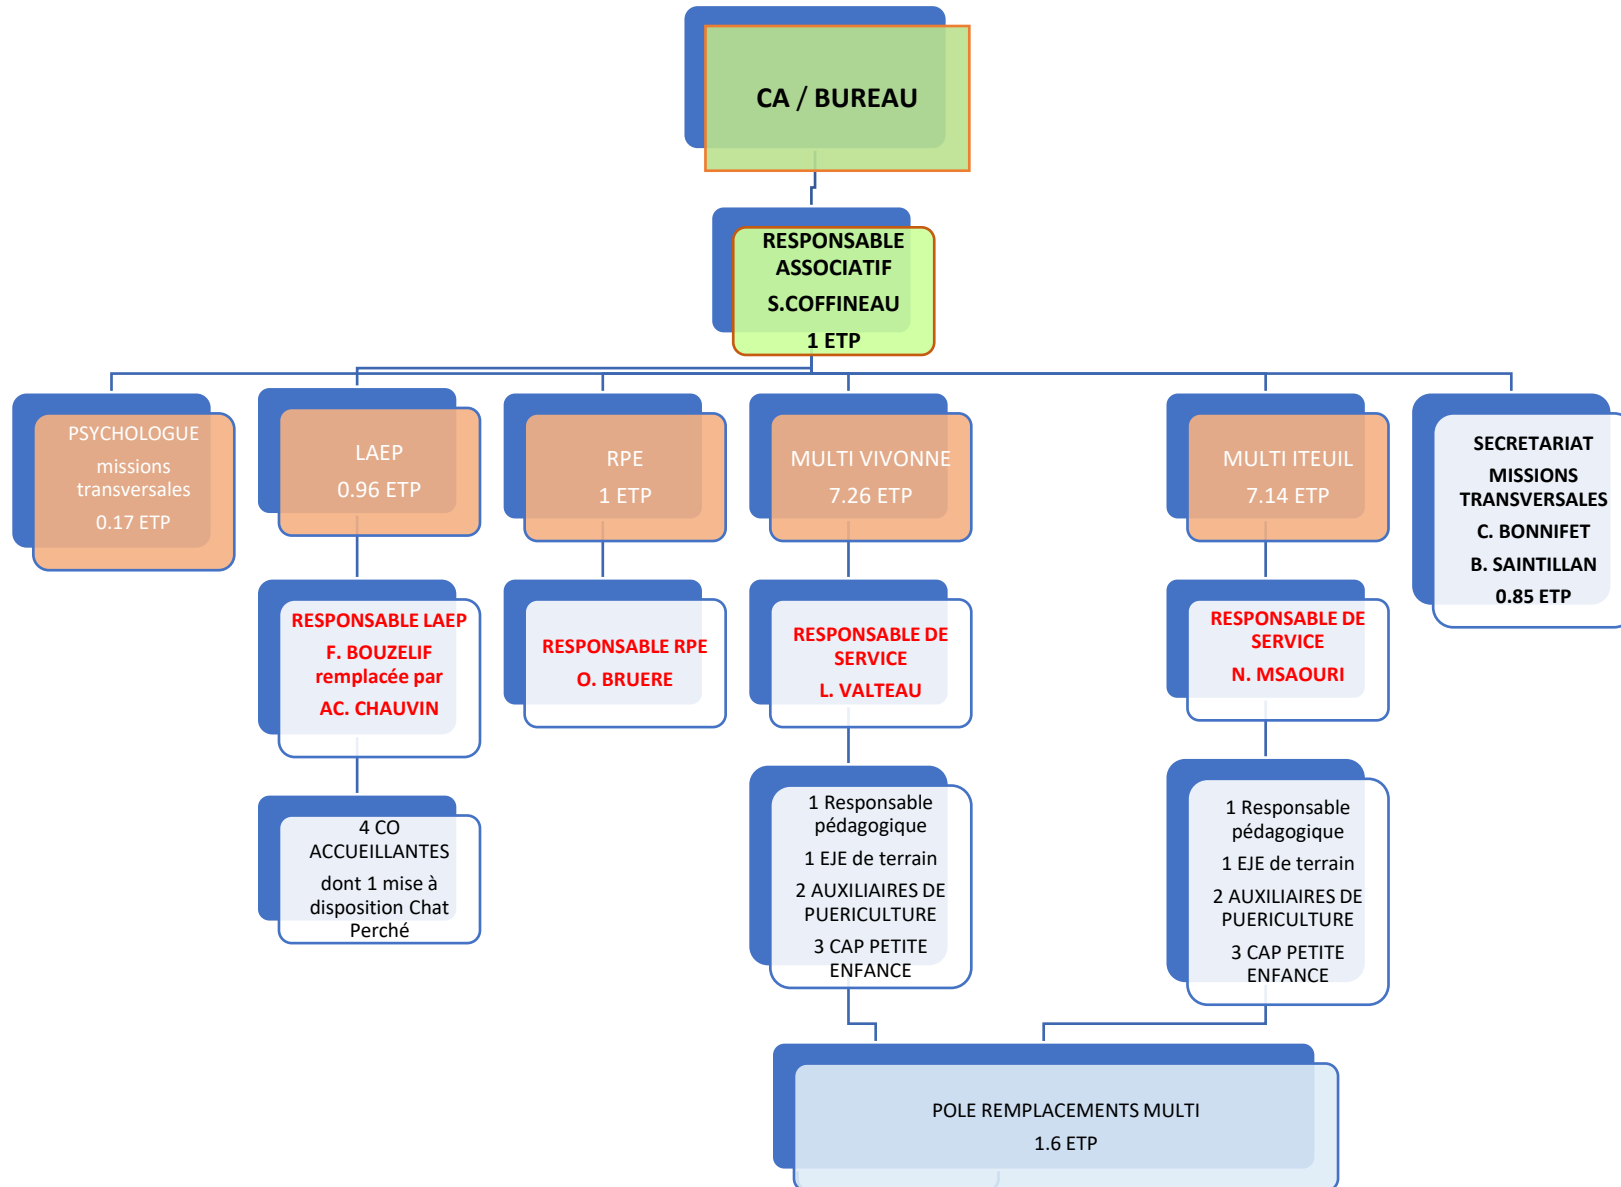 CA / BUREAU
RESPONSABLE
ASSOCIATIF
S.COFFINEAU
1 ETP
PSYCHOLOGUE
missions
transversales
0.17 ETP
LAEP
0.96 ETP
RPE
1 ETP
MULTI VIVONNE
7.26 ETP
MULTI ITEUIL
7.14 ETP
SECRETARIAT
MISSIONS
TRANSVERSALES
C. BONNIFET
B. SAINTILLAN
0.85 ETP
RESPONSABLE LAEP
F. BOUZELIF
remplacée par
AC. CHAUVIN
RESPONSABLE RPE
O. BRUERE
RESPONSABLE DE
SERVICE
L. VALTEAU
RESPONSABLE DE
SERVICE
N. MSAOURI
4 CO
ACCUEILLANTES
dont 1 mise à
disposition Chat
Perché
1 Responsable
pédagogique
1 EJE de terrain
2 AUXILIAIRES DE
PUERICULTURE
3 CAP PETITE
ENFANCE
1 Responsable
pédagogique
1 EJE de terrain
2 AUXILIAIRES DE
PUERICULTURE
3 CAP PETITE
ENFANCE
POLE REMPLACEMENTS MULTI
1.6 ETP